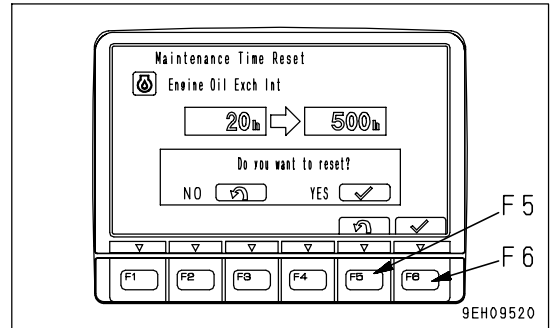 Maintenance Time Reset
Engine Oil Exch Int
20h 500h
Do you want to reset?
NO YES
F5
F6
F1 F2 F3 F4 F5 F6
9EH09520